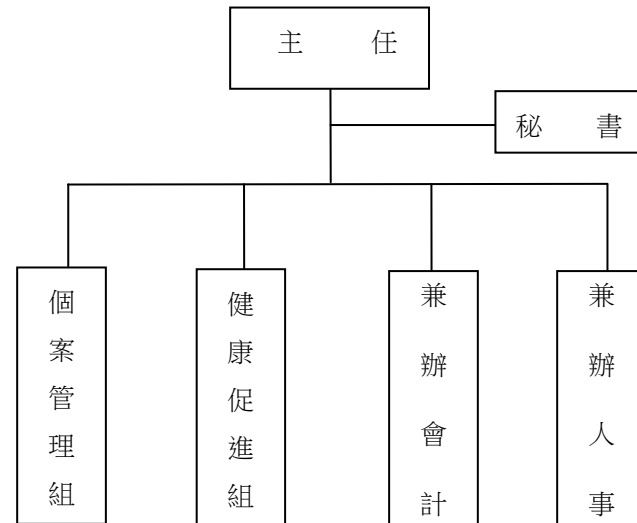 主任
秘書
個案管理組
健康促進組
兼辦會計
兼辦人事